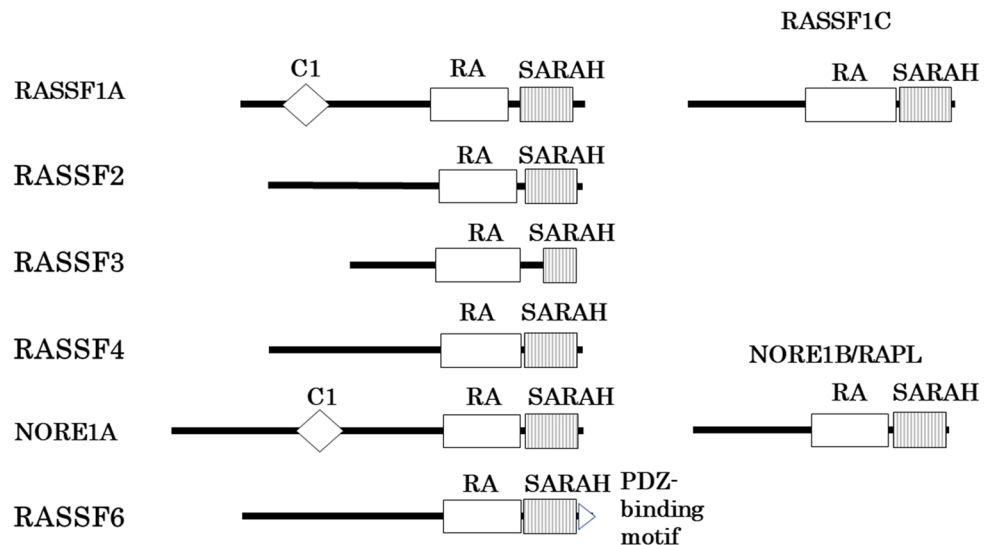 RASSF1C
C1 RA SARAH RA SARAH
RASSF1A
RA SARAH
RASSF2
RA SARAH
RASSF3
RA SARAH
RASSF4
NORE1B/RAPL
C1 RA SARAH RA SARAH
NORE1A
RA SARAH PDZ-
binding
RASSF6
motif